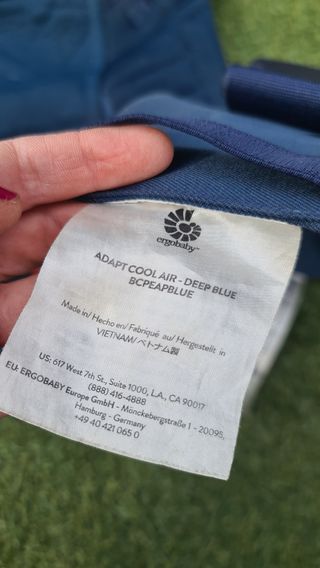 ergobaby™
ADAPT COOL AIR - DEEP BLUE
BCPEAPBLUE
Made in/ Hecho en/ Fabriqué au/ Hergestellt in
VIETNAM/ベトナム製
US: 617 West 7th St., Suite 1000, L.A., CA 90017
(888) 416-4888
EU: ERGOBABY Europe GmbH - Mönckebergstraße 1 - 20095,
Hamburg - Germany
+49 40 421 065 0